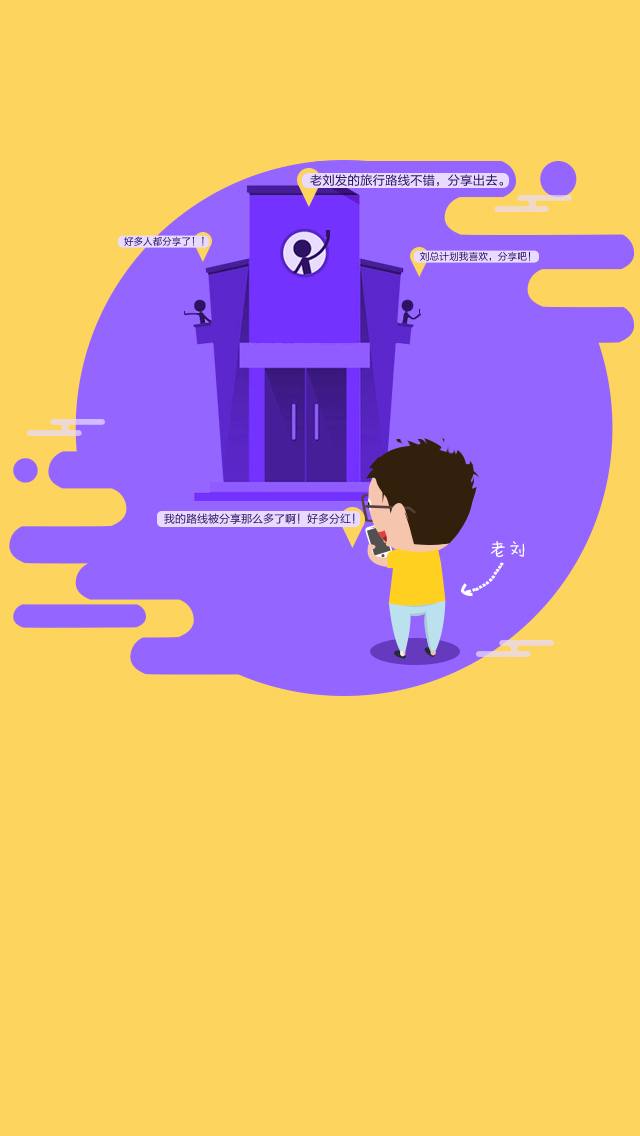 老刘发的旅行路线不错，分享出去。
好多人都分享了！！
刘总计划我喜欢，分享吧！
我的路线被分享那么多了啊！好多分红！
老刘